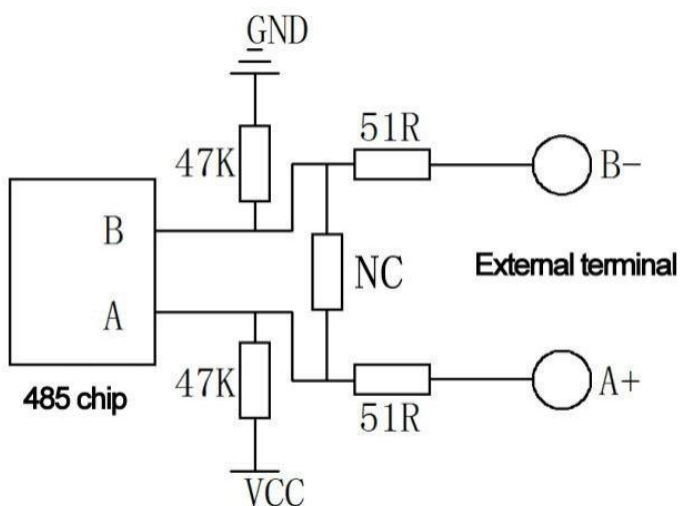 GND
51R
47K
B-
B
NC
External terminal
A
47K
A+
485 chip
51R
VCC